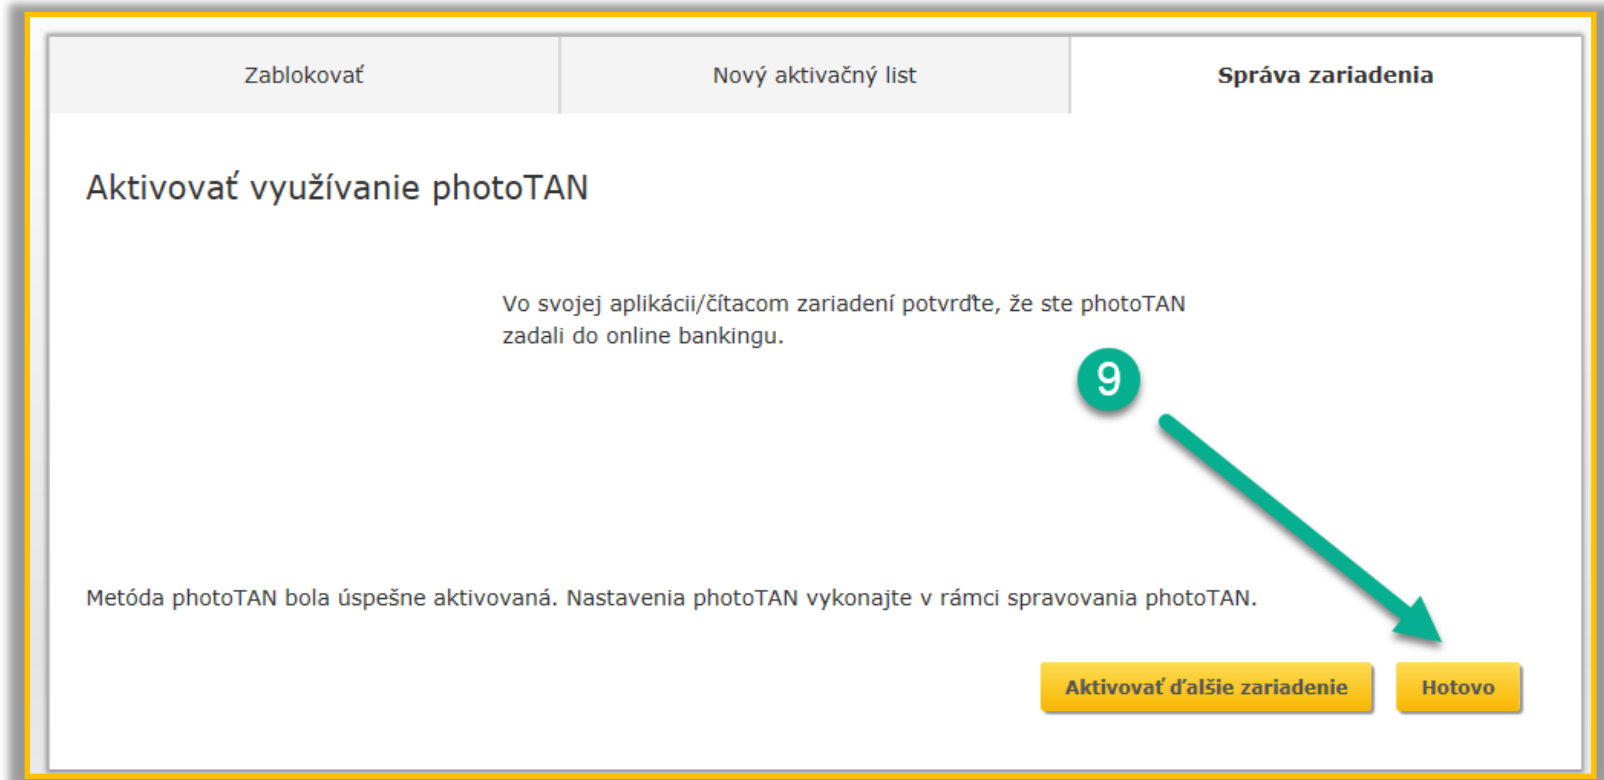 Zablokovať
Nový aktivačný list
Správa zariadenia
Aktivovať využívanie photoTAN
Vo svojej aplikácii/čítacom zariadení potvrďte, že ste photoTAN
zadali do online bankingu.
9
Metóda photoTAN bola úspešne aktivovaná. Nastavenia photoTAN vykonajte v rámci spravovania photoTAN.
Aktivovať ďalšie zariadenie
Hotovo